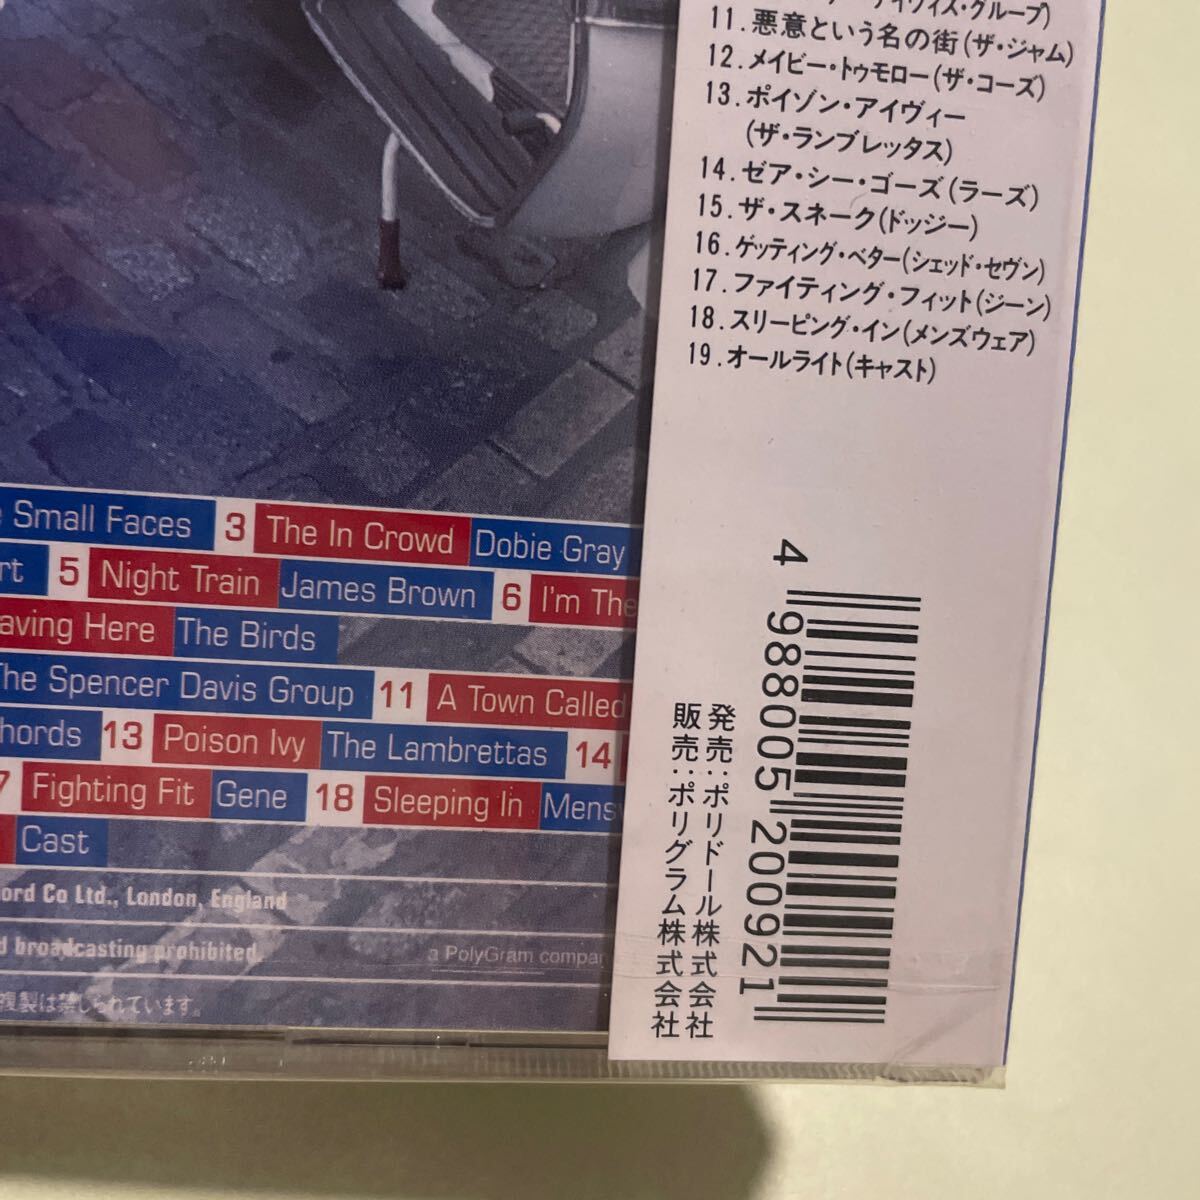 デイヴィス・グループ)
11.悪意という名の街(ザ・ジャム)
12.メイビー・トゥモロー(ザ・コーズ)
13.ポイゾン・アイヴィー
(ザ・ランブレッタス)
14.ゼア・シー・ゴーズ(ラーズ)
15.ザ・スネーク(ドッジー)
16.ゲッティング・ベター(シェッド・セヴン)
17.ファイティング・フィット(ジーン)
18.スリーピング・イン(メンズウェア)
19.オールライト(キャスト)
Small Faces 3 The In Crowd Dobie Gray
rt 5 Night Train James Brown 6 I'm The
aving Here The Birds
The Spencer Davis Group 11 A Town Called
hords 13 Poison Ivy The Lambrettas 14
7 Fighting Fit Gene 18 Sleeping In Mensw
Cast
ord Co Ltd., London, England
d broadcasting prohibited.
a PolyGram compan
複製は禁じられています。
発売:ポリドール株式会社
販売:ポリグラム株式会社
4 988005 200921